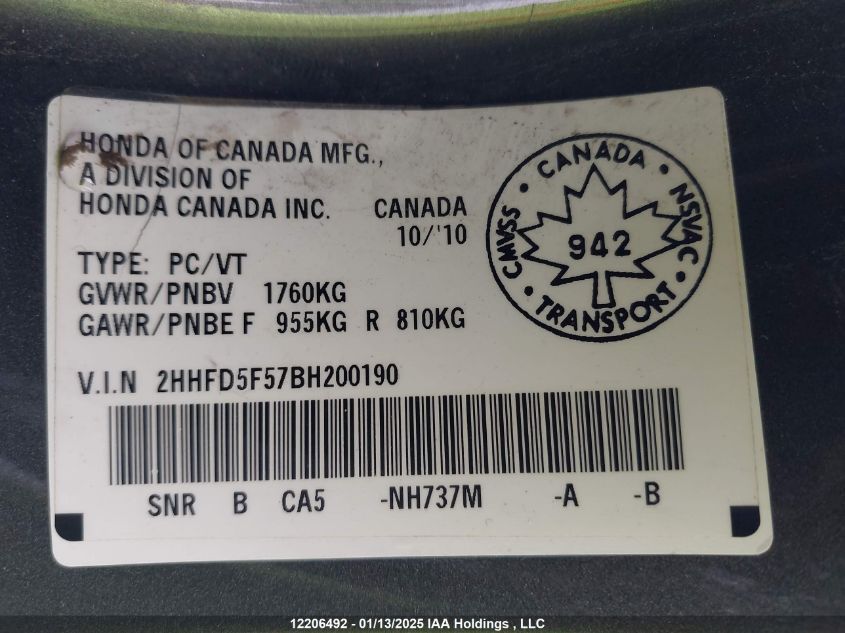 HONDA OF CANADA MFG.,
A DIVISION OF
HONDA CANADA INC. CANADA
10/'10
TYPE: PC/VT
GVWR/PNBV 1760KG
GAWR/PNBE F 955KG R 810KG
V.I.N 2HHFD5F57BH200190
SNR B CA5 -NH737M -A -B
CANADA
942
CMVSS NSVAC
TRANSPORT
12206492 - 01/13/2025 IAA Holdings , LLC